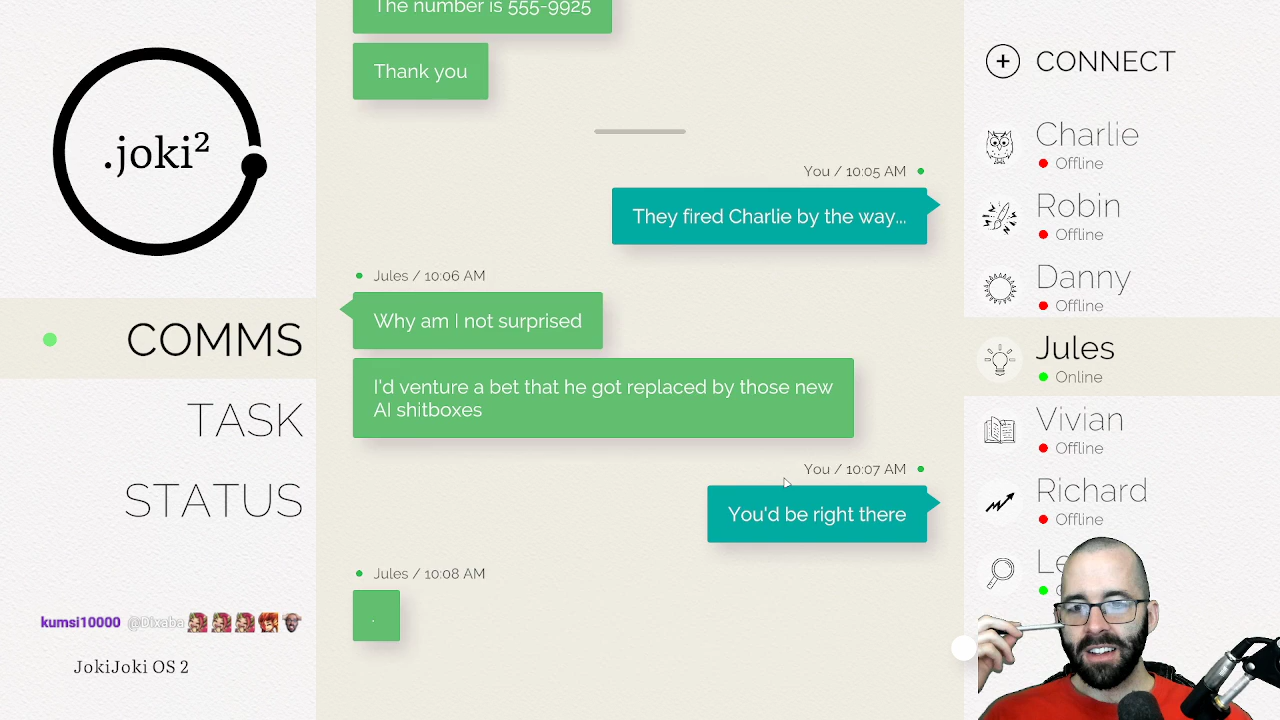 .joki²
COMMS
TASK
STATUS
kumsi10000 @Dixaba
JokiJoki OS 2
The number is 555-9925
Thank you
You / 10:05 AM
They fired Charlie by the way...
Jules / 10:06 AM
Why am I not surprised
I'd venture a bet that he got replaced by those new
AI shitboxes
You / 10:07 AM
You'd be right there
Jules / 10:08 AM
.
CONNECT
Charlie
Offline
Robin
Offline
Danny
Offline
Jules
Online
Vivian
Offline
Richard
Offline